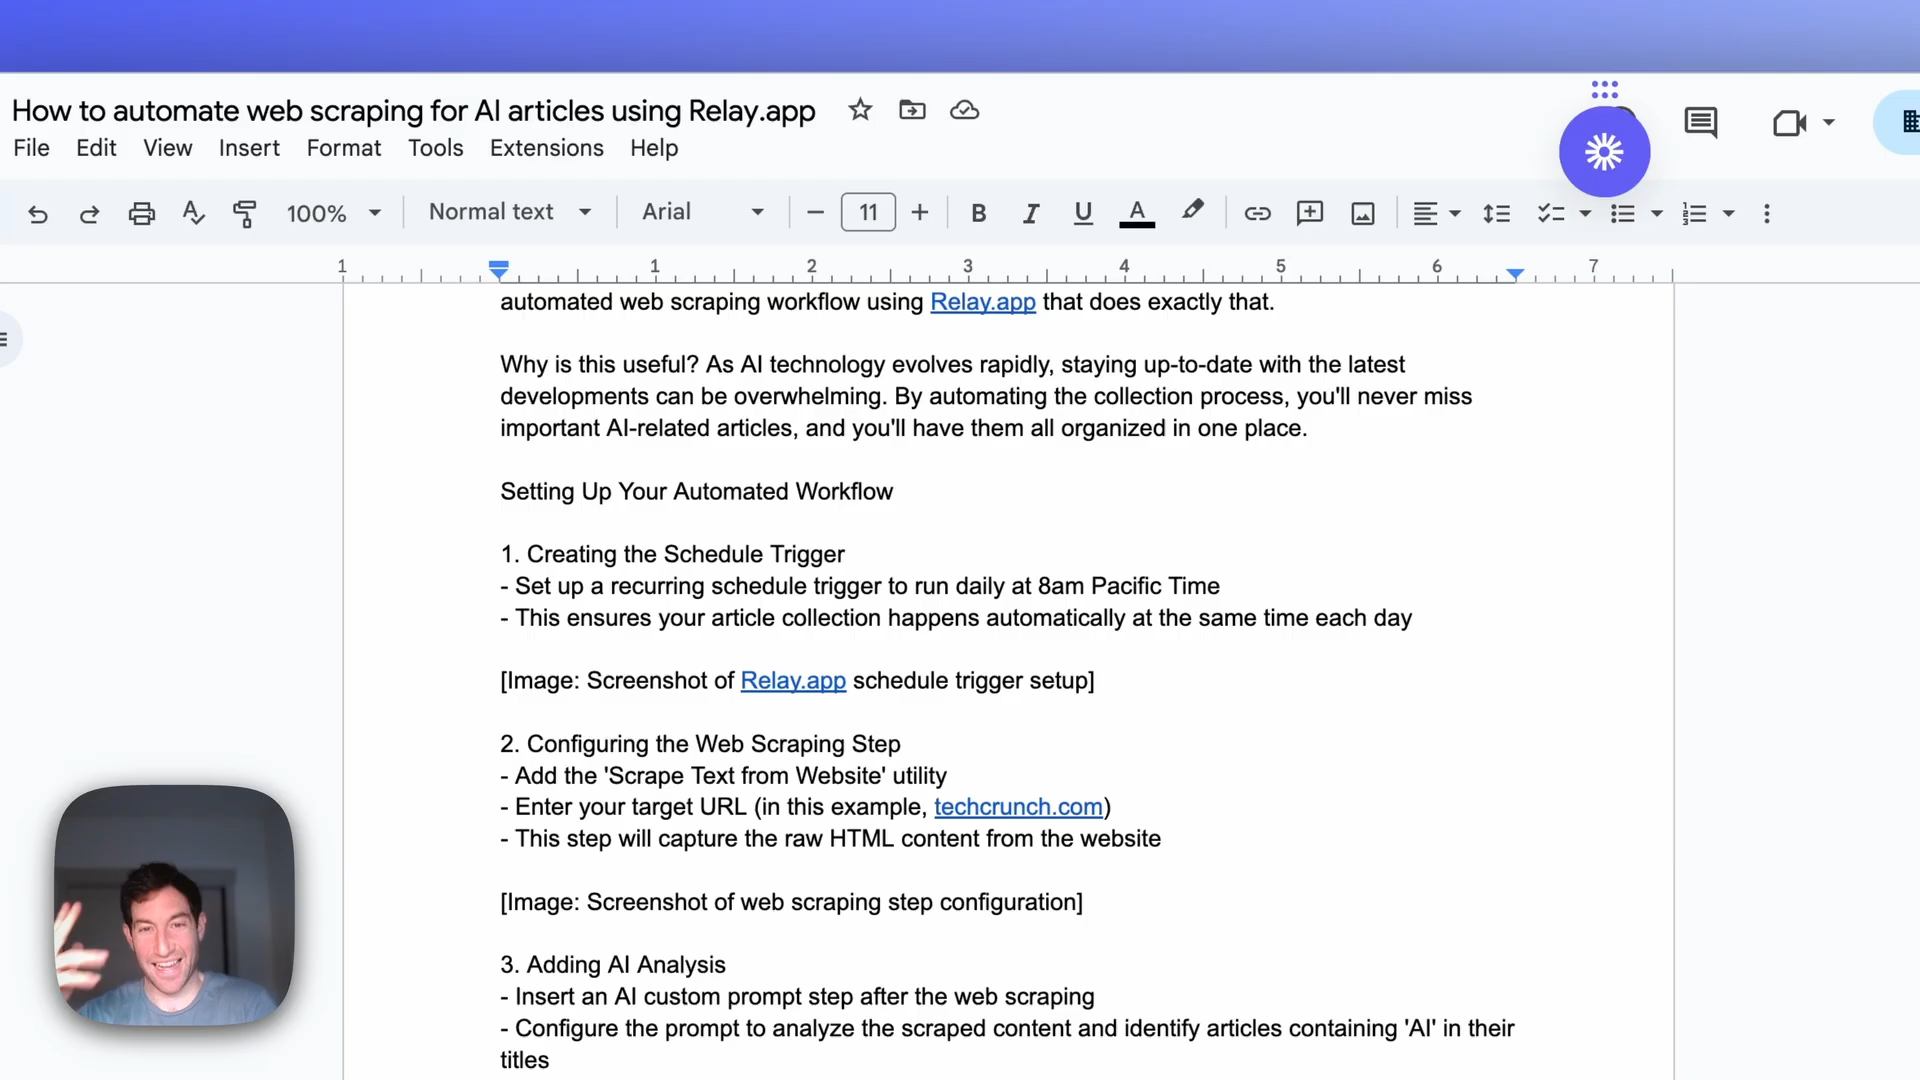 How to automate web scraping for AI articles using Relay.app
File Edit View Insert Format Tools Extensions Help
100% Normal text Arial 11 B I U A
1 1 2 3 4 5 6 7
automated web scraping workflow using Relay.app that does exactly that.
Why is this useful? As AI technology evolves rapidly, staying up-to-date with the latest
developments can be overwhelming. By automating the collection process, you'll never miss
important AI-related articles, and you'll have them all organized in one place.
Setting Up Your Automated Workflow
1. Creating the Schedule Trigger
- Set up a recurring schedule trigger to run daily at 8am Pacific Time
- This ensures your article collection happens automatically at the same time each day
[Image: Screenshot of Relay.app schedule trigger setup]
2. Configuring the Web Scraping Step
- Add the 'Scrape Text from Website' utility
- Enter your target URL (in this example, techcrunch.com)
- This step will capture the raw HTML content from the website
[Image: Screenshot of web scraping step configuration]
3. Adding AI Analysis
- Insert an AI custom prompt step after the web scraping
- Configure the prompt to analyze the scraped content and identify articles containing 'AI' in their
titles